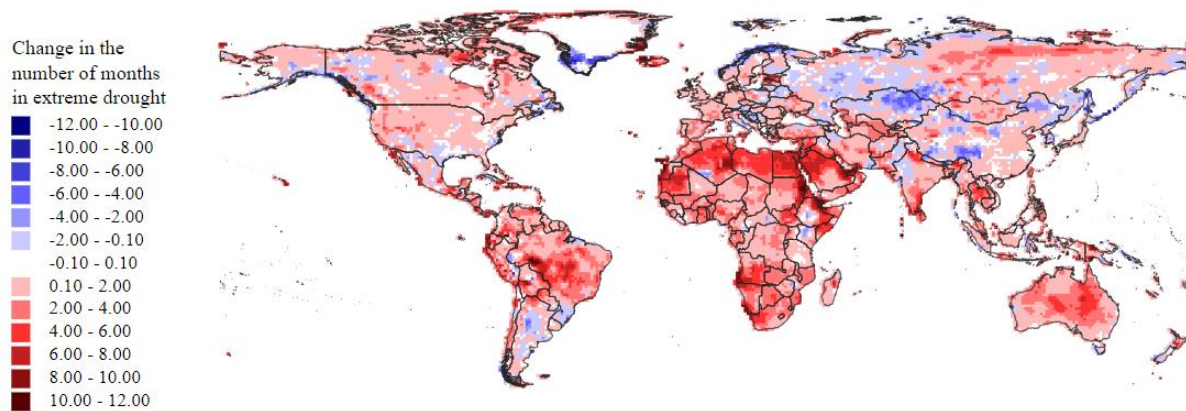 Change in the
number of months
in extreme drought
-12.00 - -10.00
-10.00 - -8.00
-8.00 - -6.00
-6.00 - -4.00
-4.00 - -2.00
-2.00 - -0.10
-0.10 - 0.10
0.10 - 2.00
2.00 - 4.00
4.00 - 6.00
6.00 - 8.00
8.00 - 10.00
10.00 - 12.00